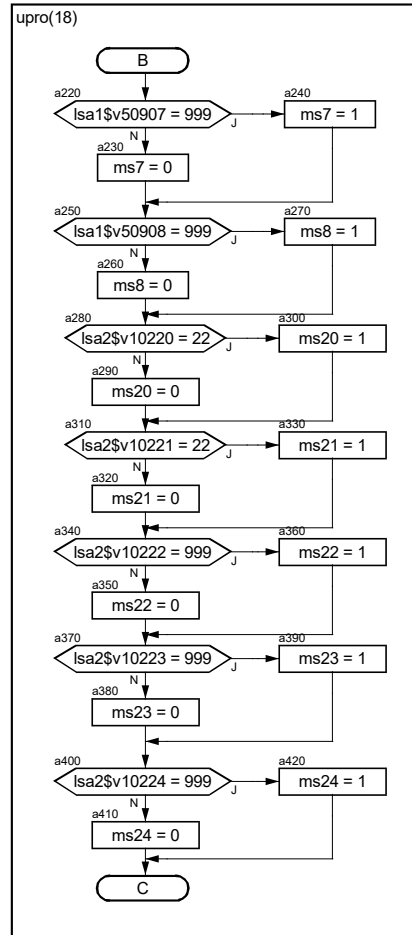 upro(18)
B
a220
lsa1$v50907 = 999
J
a240
ms7 = 1
N
a230
ms7 = 0
a250
lsa1$v50908 = 999
J
a270
ms8 = 1
N
a260
ms8 = 0
a280
lsa2$v10220 = 22
J
a300
ms20 = 1
N
a290
ms20 = 0
a310
lsa2$v10221 = 22
J
a330
ms21 = 1
N
a320
ms21 = 0
a340
lsa2$v10222 = 999
J
a360
ms22 = 1
N
a350
ms22 = 0
a370
lsa2$v10223 = 999
J
a390
ms23 = 1
N
a380
ms23 = 0
a400
lsa2$v10224 = 999
J
a420
ms24 = 1
N
a410
ms24 = 0
C